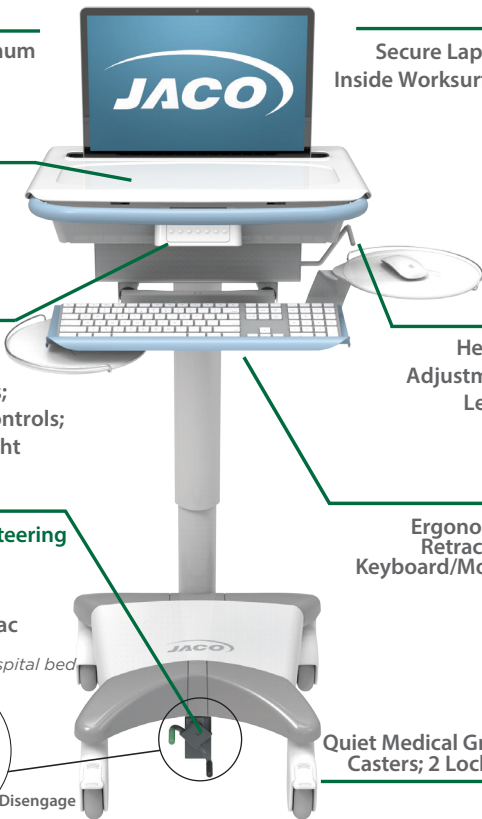 num
Secure Lap
Inside Worksur
JACO
He
Adjustm
Le
s;
ontrols;
ht
teering
Ergono
Retrac
Keyboard/Mo
ac
spital bed
JACO
Quiet Medical Gr
Casters; 2 Lock
Disengage